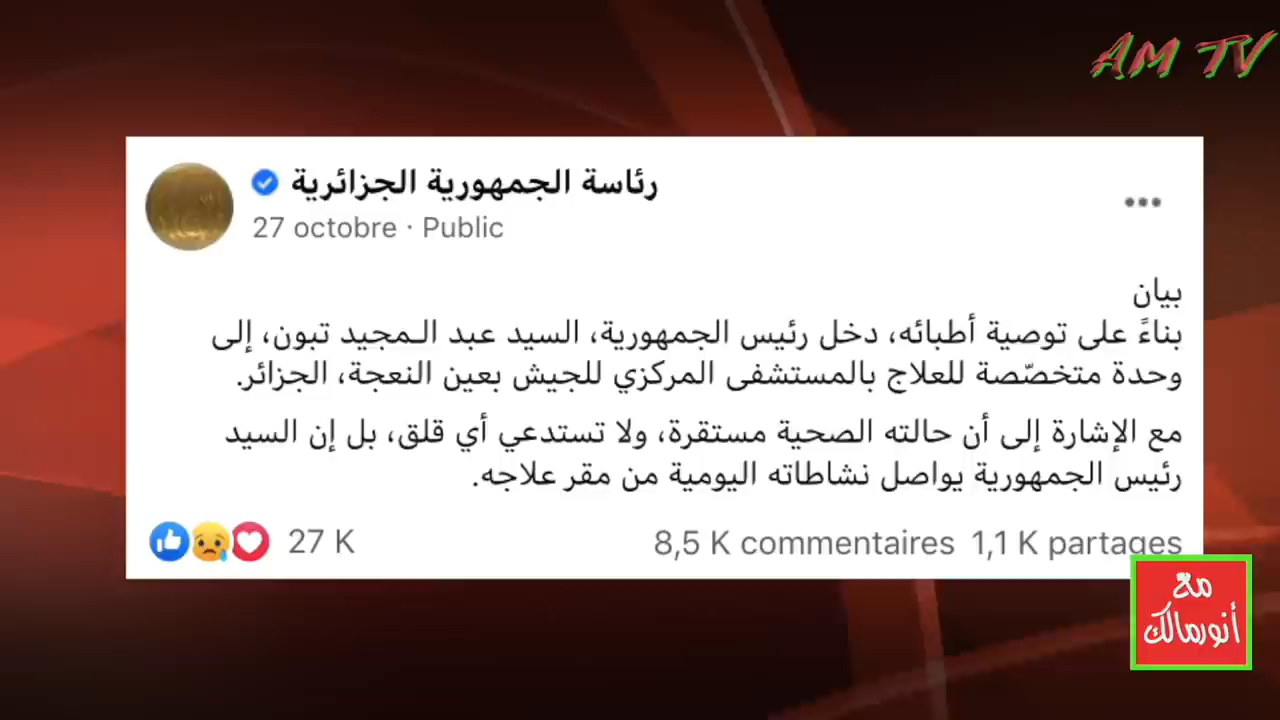 AM TV
رئاسة الجمهورية الجزائرية
27 octobre · Public
بيان
بناءً على توصية أطبائه، دخل رئيس الجمهورية، السيد عبد الـمجيد تبون، إلى
وحدة متخصّصة للعلاج بالمستشفى المركزي للجيش بعين النعجة، الجزائر.
مع الإشارة إلى أن حالته الصحية مستقرة، ولا تستدعي أي قلق، بل إن السيد
رئيس الجمهورية يواصل نشاطاته اليومية من مقر علاجه.
27 K
8,5 K commentaires 1,1 K partages
مع
أنورمالك